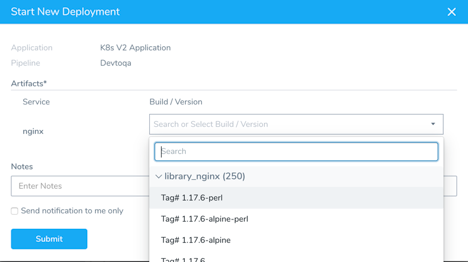 Start New Deployment
Application K8s V2 Application
Pipeline Devtoqa
Artifacts*
Service Build / Version
nginx Search or Select Build / Version
Search
library_nginx (250)
Tag# 1.17.6-perl
Notes
Enter Notes
Tag# 1.17.6-alpine-perl
Send notification to me only
Tag# 1.17.6-alpine
Submit
Tag# 1.17.6